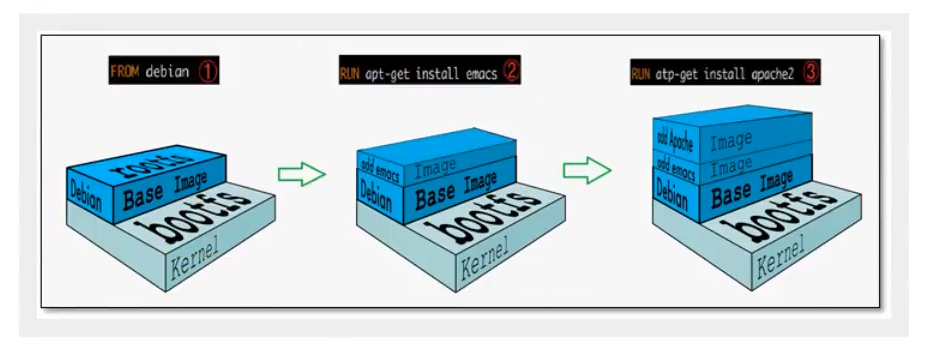 FROM debian ①
RUN apt-get install emacs ②
RUN atp-get install apache2 ③
rootfs
Debian Base Image
bootfs
Kernel
add emacs Image
Debian Base Image
bootfs
Kernel
add Apache Image
add emacs Image
Debian Base Image
bootfs
Kernel